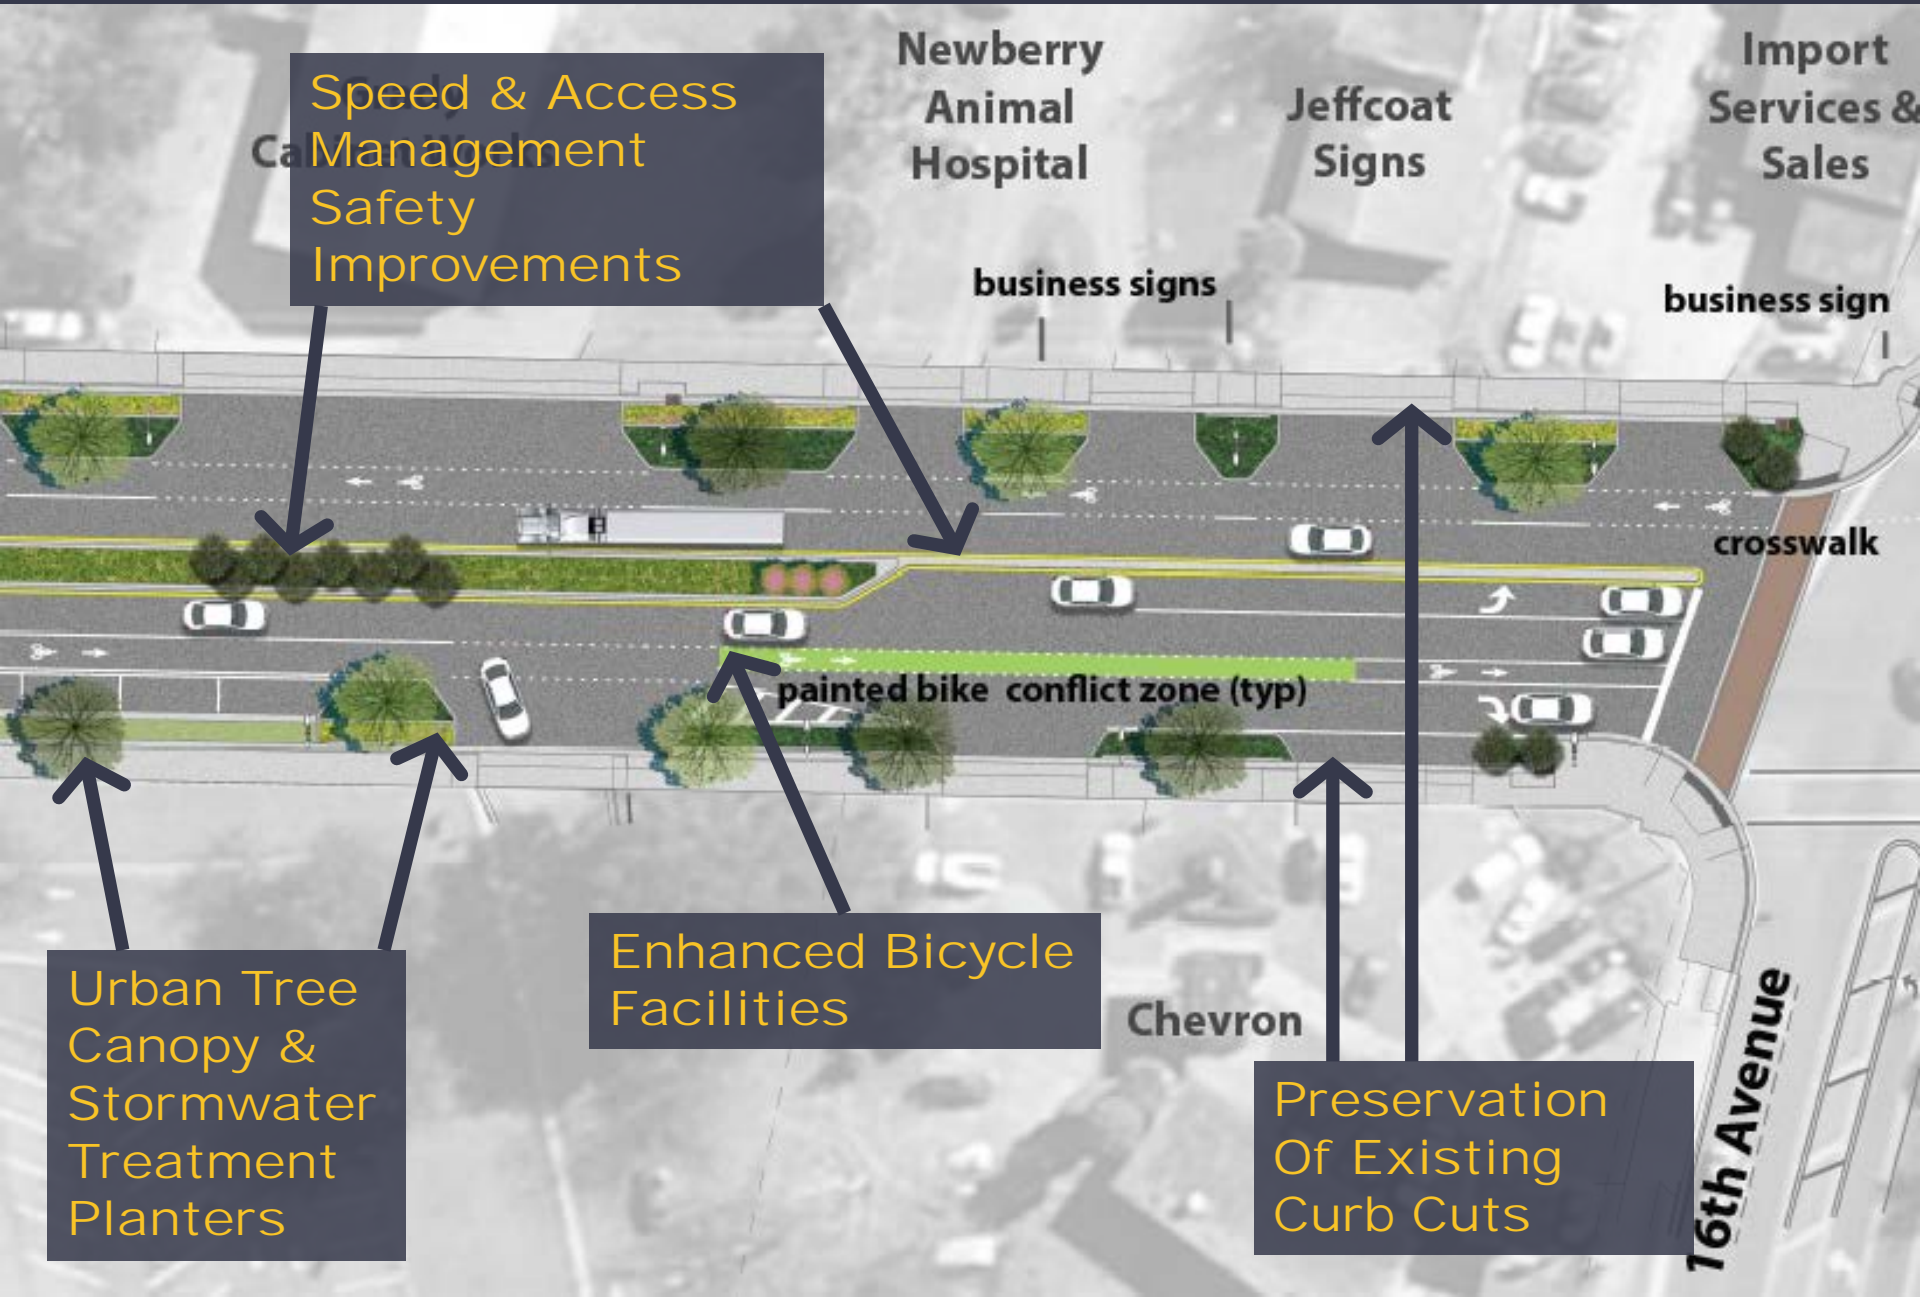 Speed & Access
Management
Safety
Improvements
Newberry
Animal
Hospital
Jeffcoat
Signs
Import
Services &
Sales
business signs
business sign
crosswalk
painted bike conflict zone (typ)
Urban Tree
Canopy &
Stormwater
Treatment
Planters
Enhanced Bicycle
Facilities
Chevron
Preservation
Of Existing
Curb Cuts
16th Avenue